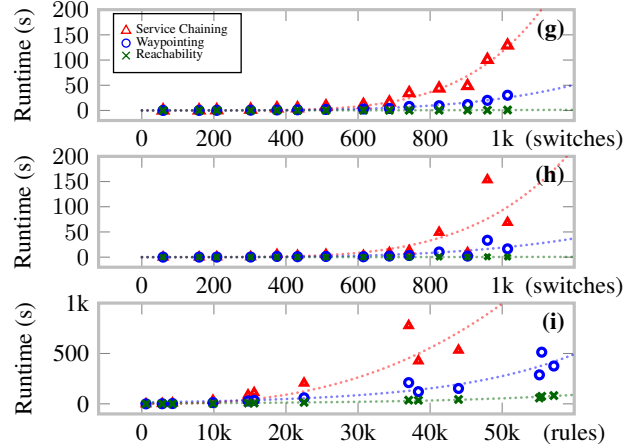 Runtime (s)
200
150
100
50
0
Service Chaining
Waypointing
Reachability
(g)
0 200 400 600 800 1k (switches)
Runtime (s)
200
150
100
50
0
(h)
0 200 400 600 800 1k (switches)
Runtime (s)
1k
500
0
(i)
0 10k 20k 30k 40k 50k (rules)